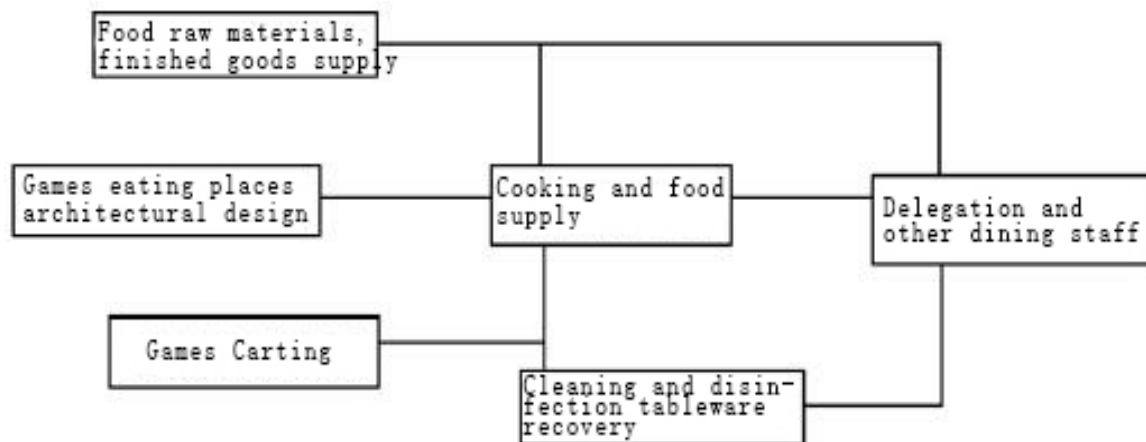 Food raw materials,
finished goods supply
Games eating places
architectural design
Cooking and food
supply
Delegation and
other dining staff
Games Carting
Cleaning and disin-
fection tableware
recovery